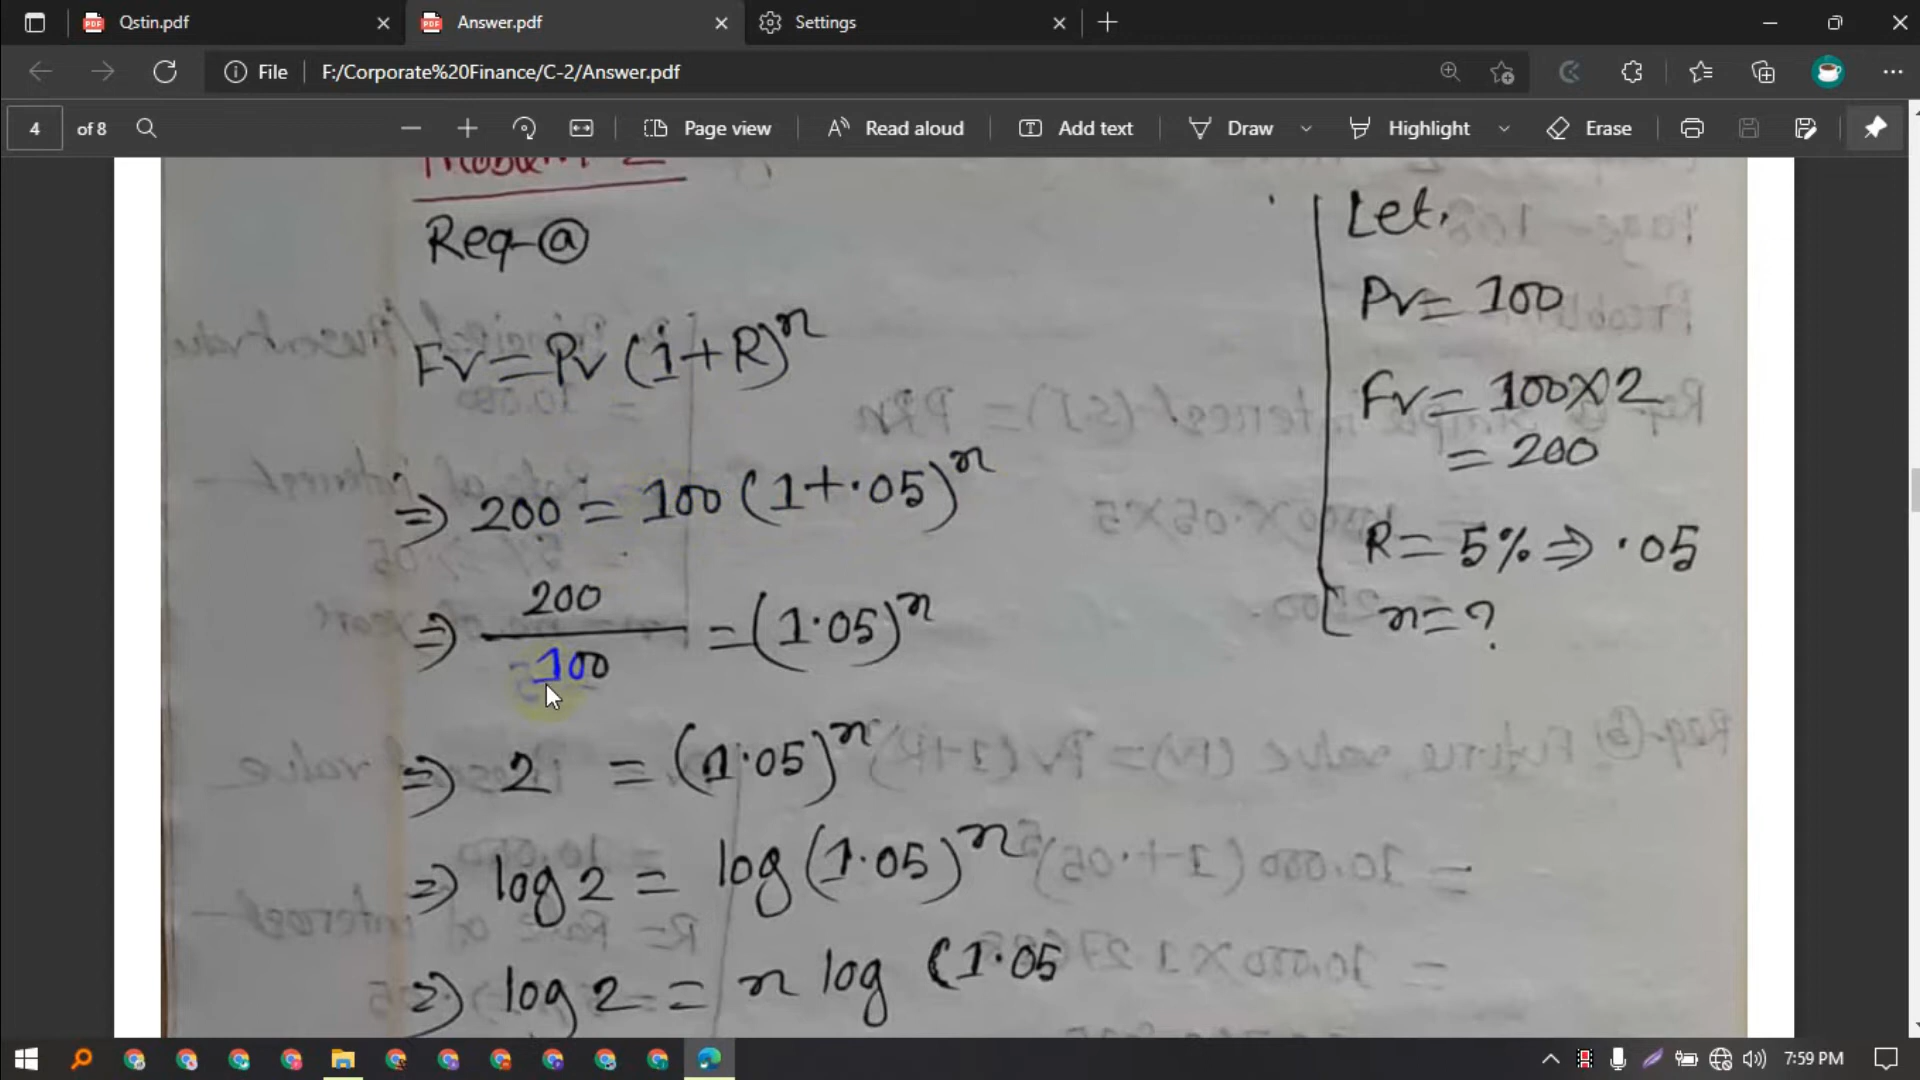 Qstin.pdf
Answer.pdf
Settings
File
F:/Corporate%20Finance/C-2/Answer.pdf
4
of 8
Page view
Read aloud
Add text
Draw
Highlight
Erase
Problem-2
Req-ⓐ
Fv = Pv (1+R)ⁿ
⇒ 200 = 100 (1+.05)ⁿ
⇒ 200/100 = (1.05)ⁿ
⇒ 2 = (1.05)ⁿ
⇒ log 2 = log (1.05)ⁿ
⇒ log 2 = n log (1.05
Let,
Pv = 100
Fv = 100×2
= 200
R = 5% ⇒ .05
n = ?
7:59 PM